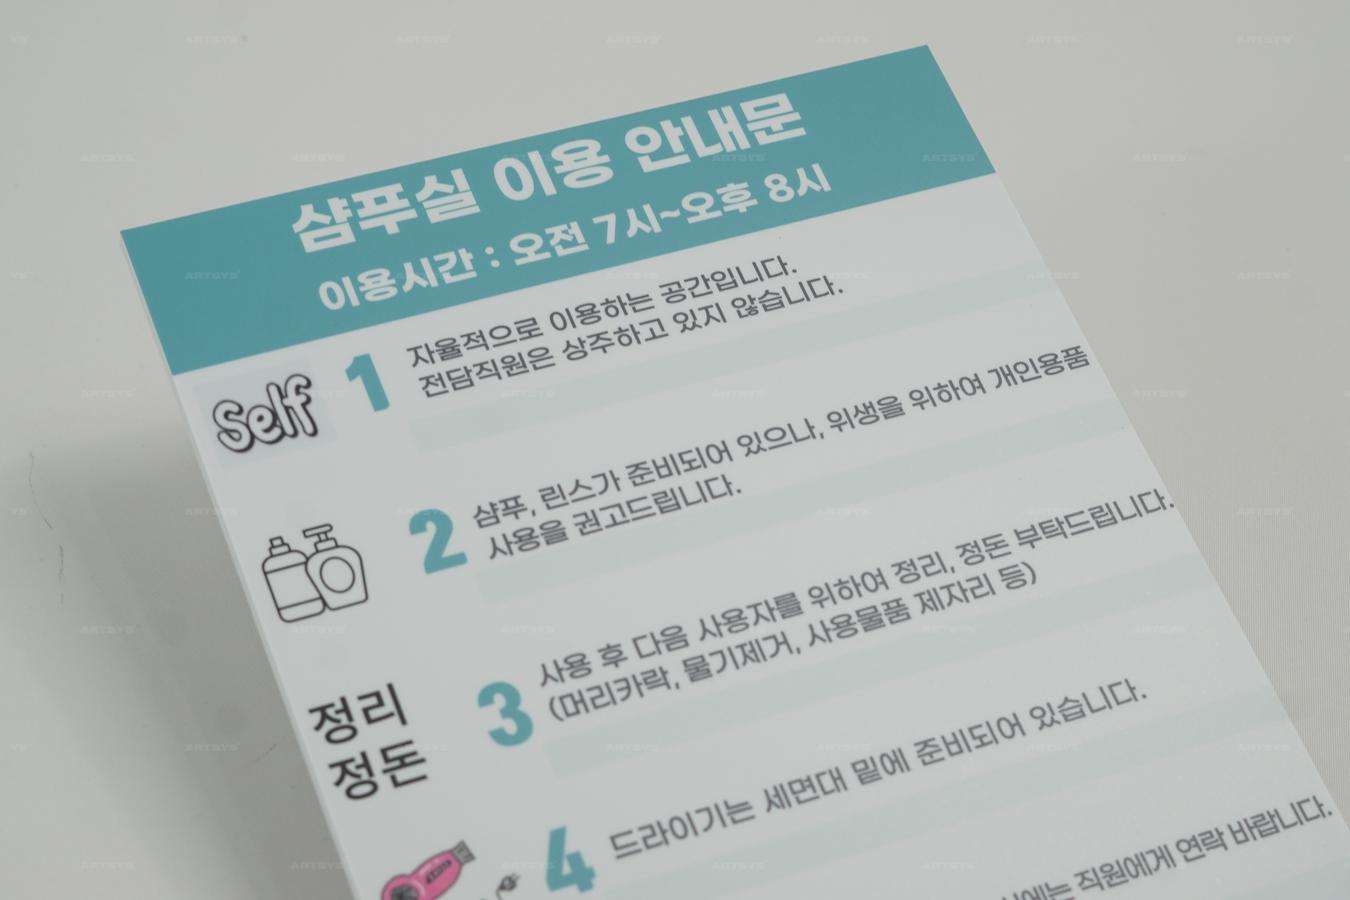 샴푸실 이용 안내문
이용시간 : 오전 7시~오후 8시
Self
1
자율적으로 이용하는 공간입니다.
전담직원은 상주하고 있지 않습니다.
2
샴푸, 린스가 준비되어 있으나, 위생을 위하여 개인용품
사용을 권고드립니다.
정리
정돈
3
사용 후 다음 사용자를 위하여 정리, 정돈 부탁드립니다.
(머리카락, 물기제거, 사용물품 제자리 등)
4
드라이기는 세면대 밑에 준비되어 있습니다.
직원에게 연락 바랍니다.
ARTSYS